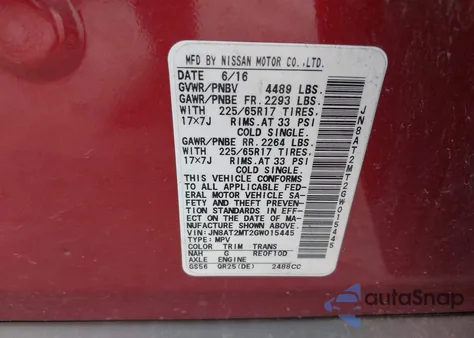 MFD BY NISSAN MOTOR CO.,LTD.
DATE 6/16
GVWR/PNBV 4489 LBS.
GAWR/PNBE FR. 2293 LBS.
WITH 225/65R17 TIRES.
17×7J RIMS.AT 33 PSI
COLD SINGLE.
GAWR/PNBE RR. 2264 LBS.
WITH 225/65R17 TIRES.
17×7J RIMS.AT 33 PSI
COLD SINGLE.
THIS VEHICLE CONFORMS
TO ALL APPLICABLE FED-
ERAL MOTOR VEHICLE SA-
FETY AND THEFT PREVEN-
TION STANDARDS IN EFF-
ECT ON THE DATE OF MA-
NUFACTURE SHOWN ABOVE.
VIN:JN8AT2MT2GW015445
TYPE: MPV
COLOR TRIM TRANS
NAH G RE0F10D
AXLE ENGINE
GS56 QR25(DE) 2488CC
JN8AT2MT2GW015445
autoSnap